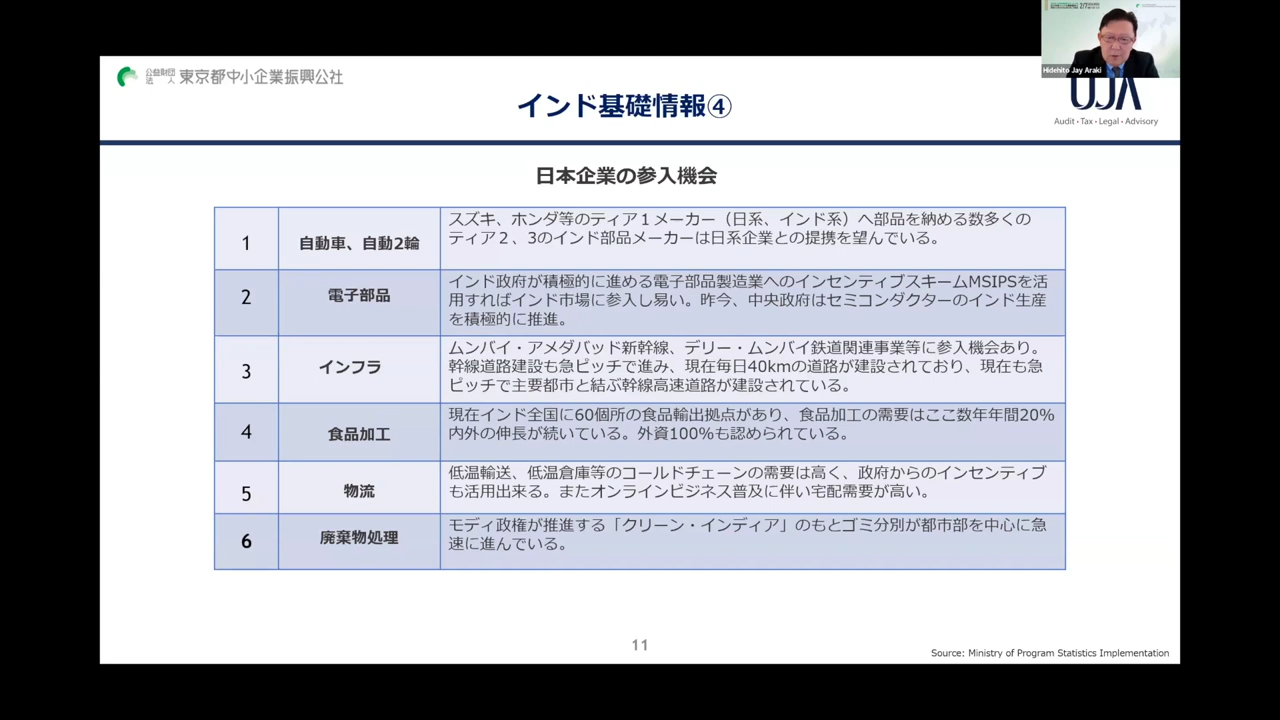 公益財団
法　　人 東京都中小企業振興公社
インド基礎情報④
Hidehito Jay Araki
UJA
Audit・Tax・Legal・Advisory
日本企業の参入機会
1
自動車、自動2輪
スズキ、ホンダ等のティア１メーカー（日系、インド系）へ部品を納める数多くの
ティア２、3のインド部品メーカーは日系企業との提携を望んでいる。
2
電子部品
インド政府が積極的に進める電子部品製造業へのインセンティブスキームMSIPSを活
用すればインド市場に参入し易い。昨今、中央政府はセミコンダクターのインド生産
を積極的に推進。
3
インフラ
ムンバイ・アメダバッド新幹線、デリー・ムンバイ鉄道関連事業等に参入機会あり。
幹線道路建設も急ピッチで進み、現在毎日40kmの道路が建設されており、現在も急
ピッチで主要都市と結ぶ幹線高速道路が建設されている。
4
食品加工
現在インド全国に60個所の食品輸出拠点があり、食品加工の需要はここ数年年間20%
内外の伸長が続いている。外資100%も認められている。
5
物流
低温輸送、低温倉庫等のコールドチェーンの需要は高く、政府からのインセンティブ
も活用出来る。またオンラインビジネス普及に伴い宅配需要が高い。
6
廃棄物処理
モディ政権が推進する「クリーン・インディア」のもとゴミ分別が都市部を中心に急
速に進んでいる。
11
Source: Ministry of Program Statistics Implementation